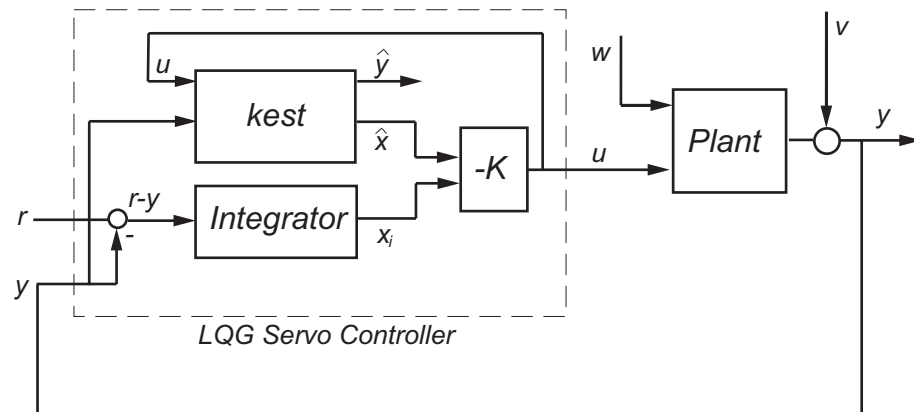 u
ŷ
kest
x̂
-K
r
r-y
-
Integrator
xᵢ
y
LQG Servo Controller
u
w
Plant
v
y